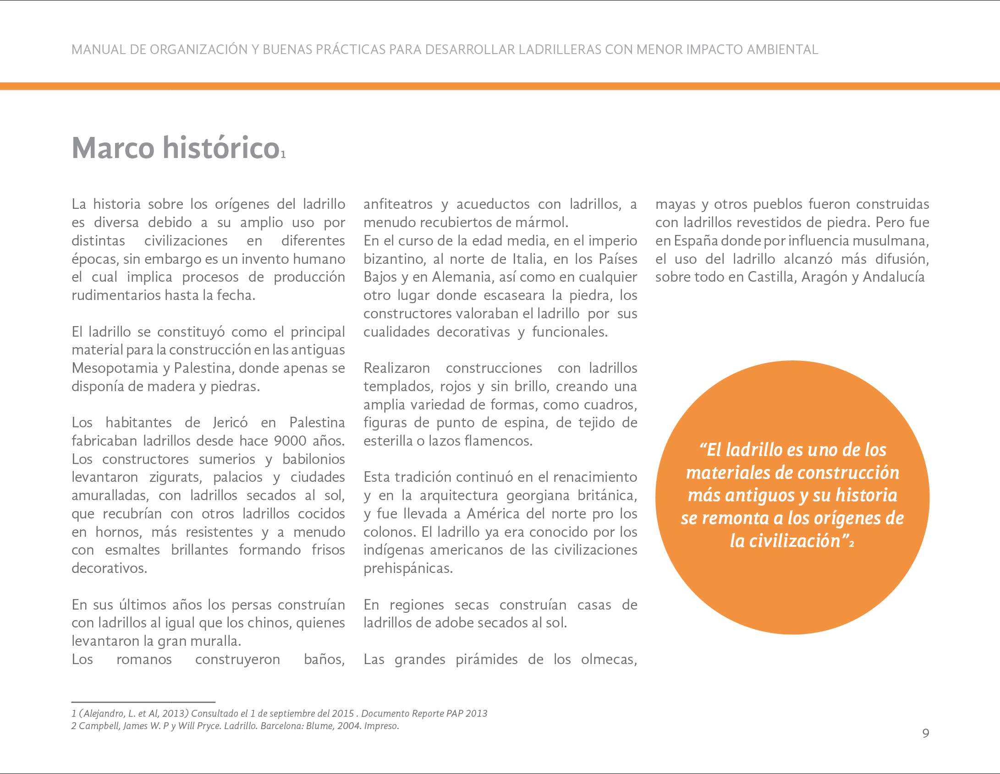 MANUAL DE ORGANIZACIÓN Y BUENAS PRÁCTICAS PARA DESARROLLAR LADRILLERAS CON MENOR IMPACTO AMBIENTAL
Marco histórico1
La historia sobre los orígenes del ladrillo
es diversa debido a su amplio uso por
distintas civilizaciones en diferentes
épocas, sin embargo es un invento humano
el cual implica procesos de producción
rudimentarios hasta la fecha.
El ladrillo se constituyó como el principal
material para la construcción en las antiguas
Mesopotamia y Palestina, donde apenas se
disponía de madera y piedras.
Los habitantes de Jericó en Palestina
fabricaban ladrillos desde hace 9000 años.
Los constructores sumerios y babilonios
levantaron zigurats, palacios y ciudades
amuralladas, con ladrillos secados al sol,
que recubrían con otros ladrillos cocidos
en hornos, más resistentes y a menudo
con esmaltes brillantes formando frisos
decorativos.
En sus últimos años los persas construían
con ladrillos al igual que los chinos, quienes
levantaron la gran muralla.
Los romanos construyeron baños,
anfiteatros y acueductos con ladrillos, a
menudo recubiertos de mármol.
En el curso de la edad media, en el imperio
bizantino, al norte de Italia, en los Países
Bajos y en Alemania, así como en cualquier
otro lugar donde escaseara la piedra, los
constructores valoraban el ladrillo por sus
cualidades decorativas y funcionales.
Realizaron construcciones con ladrillos
templados, rojos y sin brillo, creando una
amplia variedad de formas, como cuadros,
figuras de punto de espina, de tejido de
esterilla o lazos flamencos.
Esta tradición continuó en el renacimiento
y en la arquitectura georgiana británica,
y fue llevada a América del norte pro los
colonos. El ladrillo ya era conocido por los
indígenas americanos de las civilizaciones
prehispánicas.
En regiones secas construían casas de
ladrillos de adobe secados al sol.
Las grandes pirámides de los olmecas,
mayas y otros pueblos fueron construidas
con ladrillos revestidos de piedra. Pero fue
en España donde por influencia musulmana,
el uso del ladrillo alcanzó más difusión,
sobre todo en Castilla, Aragón y Andalucía
“El ladrillo es uno de los
materiales de construcción
más antiguos y su historia
se remonta a los orígenes de
la civilización”2
1 (Alejandro, L. et Al, 2013) Consultado el 1 de septiembre del 2015 . Documento Reporte PAP 2013
2 Campbell, James W. P y Will Pryce. Ladrillo. Barcelona: Blume, 2004. Impreso.
9